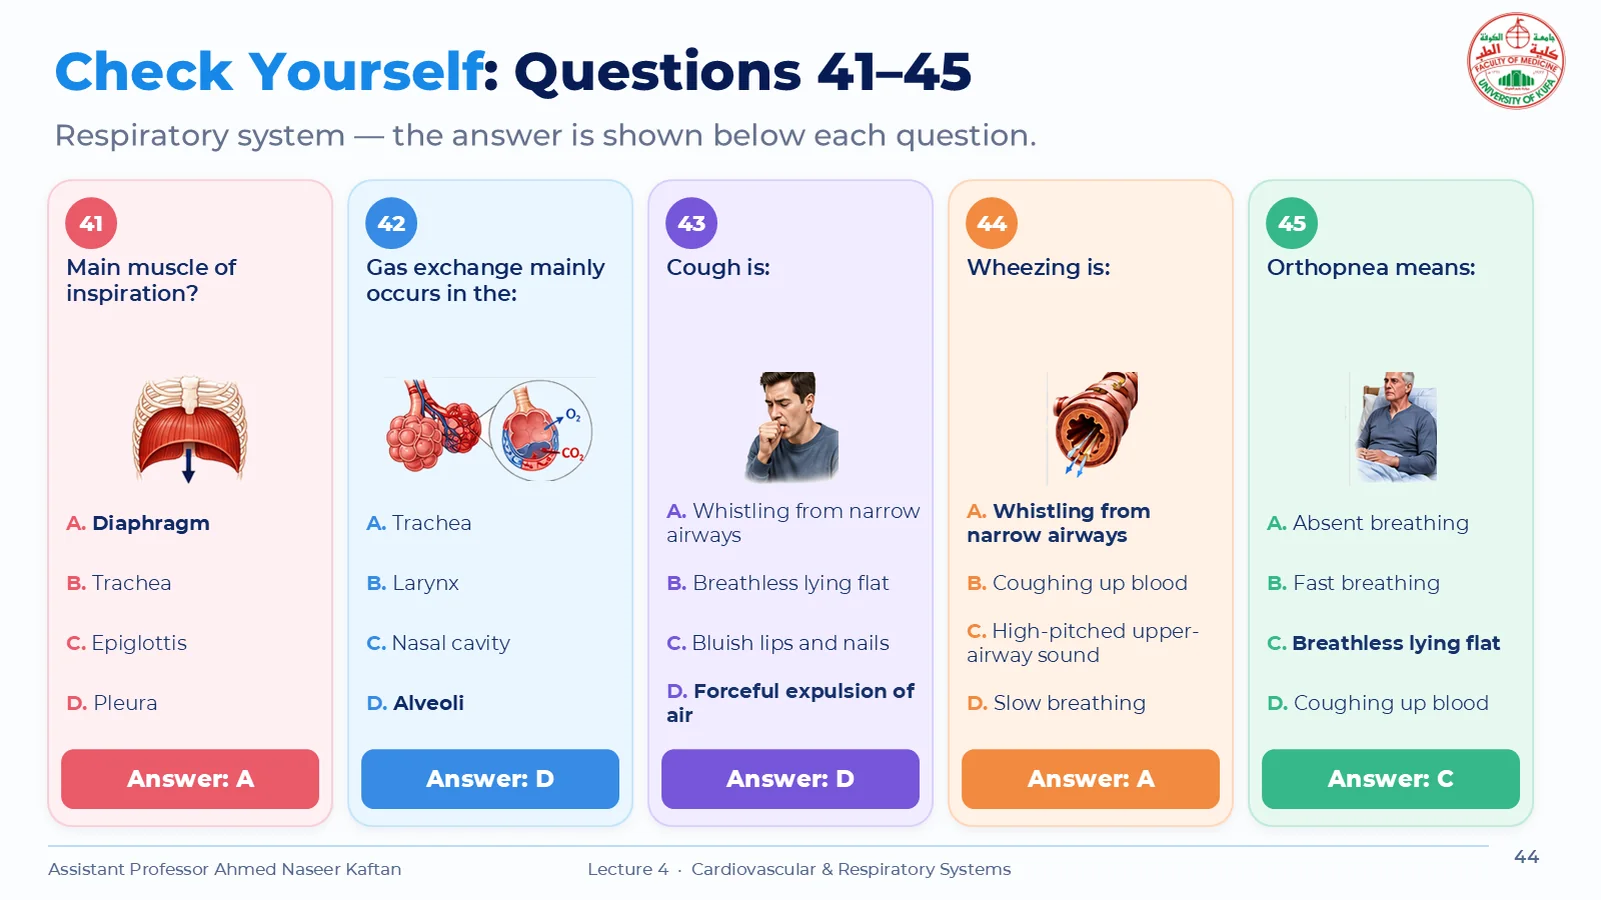 Check Yourself: Questions 41–45
Respiratory system — the answer is shown below each question.
جامعة الكوفة
كلية الطب
FACULTY OF MEDICINE
UNIVERSITY OF KUFA
41
Main muscle of
inspiration?
A. Diaphragm
B. Trachea
C. Epiglottis
D. Pleura
Answer: A
42
Gas exchange mainly
occurs in the:
O₂
CO₂
A. Trachea
B. Larynx
C. Nasal cavity
D. Alveoli
Answer: D
43
Cough is:
A. Whistling from narrow
airways
B. Breathless lying flat
C. Bluish lips and nails
D. Forceful expulsion of
air
Answer: D
44
Wheezing is:
A. Whistling from
narrow airways
B. Coughing up blood
C. High-pitched upper-
airway sound
D. Slow breathing
Answer: A
45
Orthopnea means:
A. Absent breathing
B. Fast breathing
C. Breathless lying flat
D. Coughing up blood
Answer: C
Assistant Professor Ahmed Naseer Kaftan
Lecture 4 · Cardiovascular & Respiratory Systems
44